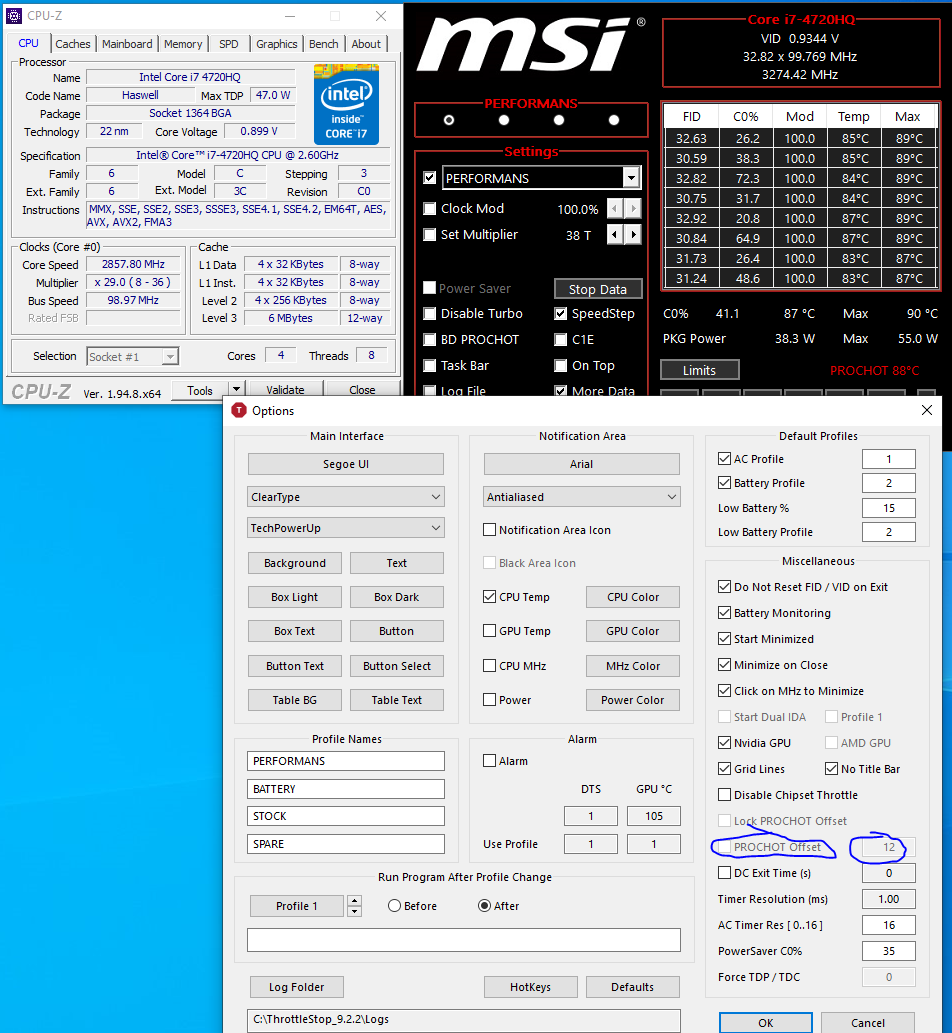 CPU-Z
CPU Caches Mainboard Memory SPD Graphics Bench About
Processor
Name Intel Core i7 4720HQ
Code Name Haswell Max TDP 47.0 W
Package Socket 1364 BGA
Technology 22 nm Core Voltage 0.899 V
intel inside™ CORE™ i7
Specification Intel® Core™ i7-4720HQ CPU @ 2.60GHz
Family 6 Model C Stepping 3
Ext. Family 6 Ext. Model 3C Revision C0
Instructions MMX, SSE, SSE2, SSE3, SSSE3, SSE4.1, SSE4.2, EM64T, AES,
AVX, AVX2, FMA3
Clocks (Core #0)
Core Speed 2857.80 MHz
Multiplier x 29.0 ( 8 - 36 )
Bus Speed 98.97 MHz
Rated FSB
Cache
L1 Data 4 x 32 KBytes 8-way
L1 Inst. 4 x 32 KBytes 8-way
Level 2 4 x 256 KBytes 8-way
Level 3 6 MBytes 12-way
Selection Socket #1 Cores 4 Threads 8
CPU-Z Ver. 1.94.8.x64 Tools Validate Close
msi®
PERFORMANS
Settings
PERFORMANS
Clock Mod 100.0%
Set Multiplier 38 T
Power Saver Stop Data
Disable Turbo SpeedStep
BD PROCHOT C1E
Task Bar On Top
Log File More Data
Core i7-4720HQ
VID 0.9344 V
32.82 x 99.769 MHz
3274.42 MHz
FID C0% Mod Temp Max
32.63 26.2 100.0 85°C 89°C
30.59 38.3 100.0 85°C 89°C
32.82 72.3 100.0 84°C 89°C
30.75 31.7 100.0 84°C 89°C
32.92 20.8 100.0 87°C 89°C
30.84 64.9 100.0 87°C 89°C
31.73 26.4 100.0 83°C 87°C
31.24 48.6 100.0 83°C 87°C
C0% 41.1 87 °C Max 90 °C
PKG Power 38.3 W Max 55.0 W
Limits PROCHOT 88°C
T Options
Main Interface
Segoe UI
ClearType
TechPowerUp
Background Text
Box Light Box Dark
Box Text Button
Button Text Button Select
Table BG Table Text
Notification Area
Arial
Antialiased
Notification Area Icon
Black Area Icon
CPU Temp CPU Color
GPU Temp GPU Color
CPU MHz MHz Color
Power Power Color
Default Profiles
AC Profile 1
Battery Profile 2
Low Battery % 15
Low Battery Profile 2
Miscellaneous
Do Not Reset FID / VID on Exit
Battery Monitoring
Start Minimized
Minimize on Close
Click on MHz to Minimize
Start Dual IDA Profile 1
Nvidia GPU AMD GPU
Grid Lines No Title Bar
Disable Chipset Throttle
Lock PROCHOT Offset
PROCHOT Offset 12
DC Exit Time (s) 0
Timer Resolution (ms) 1.00
AC Timer Res [ 0..16 ] 16
PowerSaver C0% 35
Force TDP / TDC 0
Profile Names
PERFORMANS
BATTERY
STOCK
SPARE
Alarm
Alarm
DTS GPU °C
1 105
Use Profile 1 1
Run Program After Profile Change
Profile 1 Before After
Log Folder HotKeys Defaults
C:\ThrottleStop_9.2.2\Logs
OK Cancel